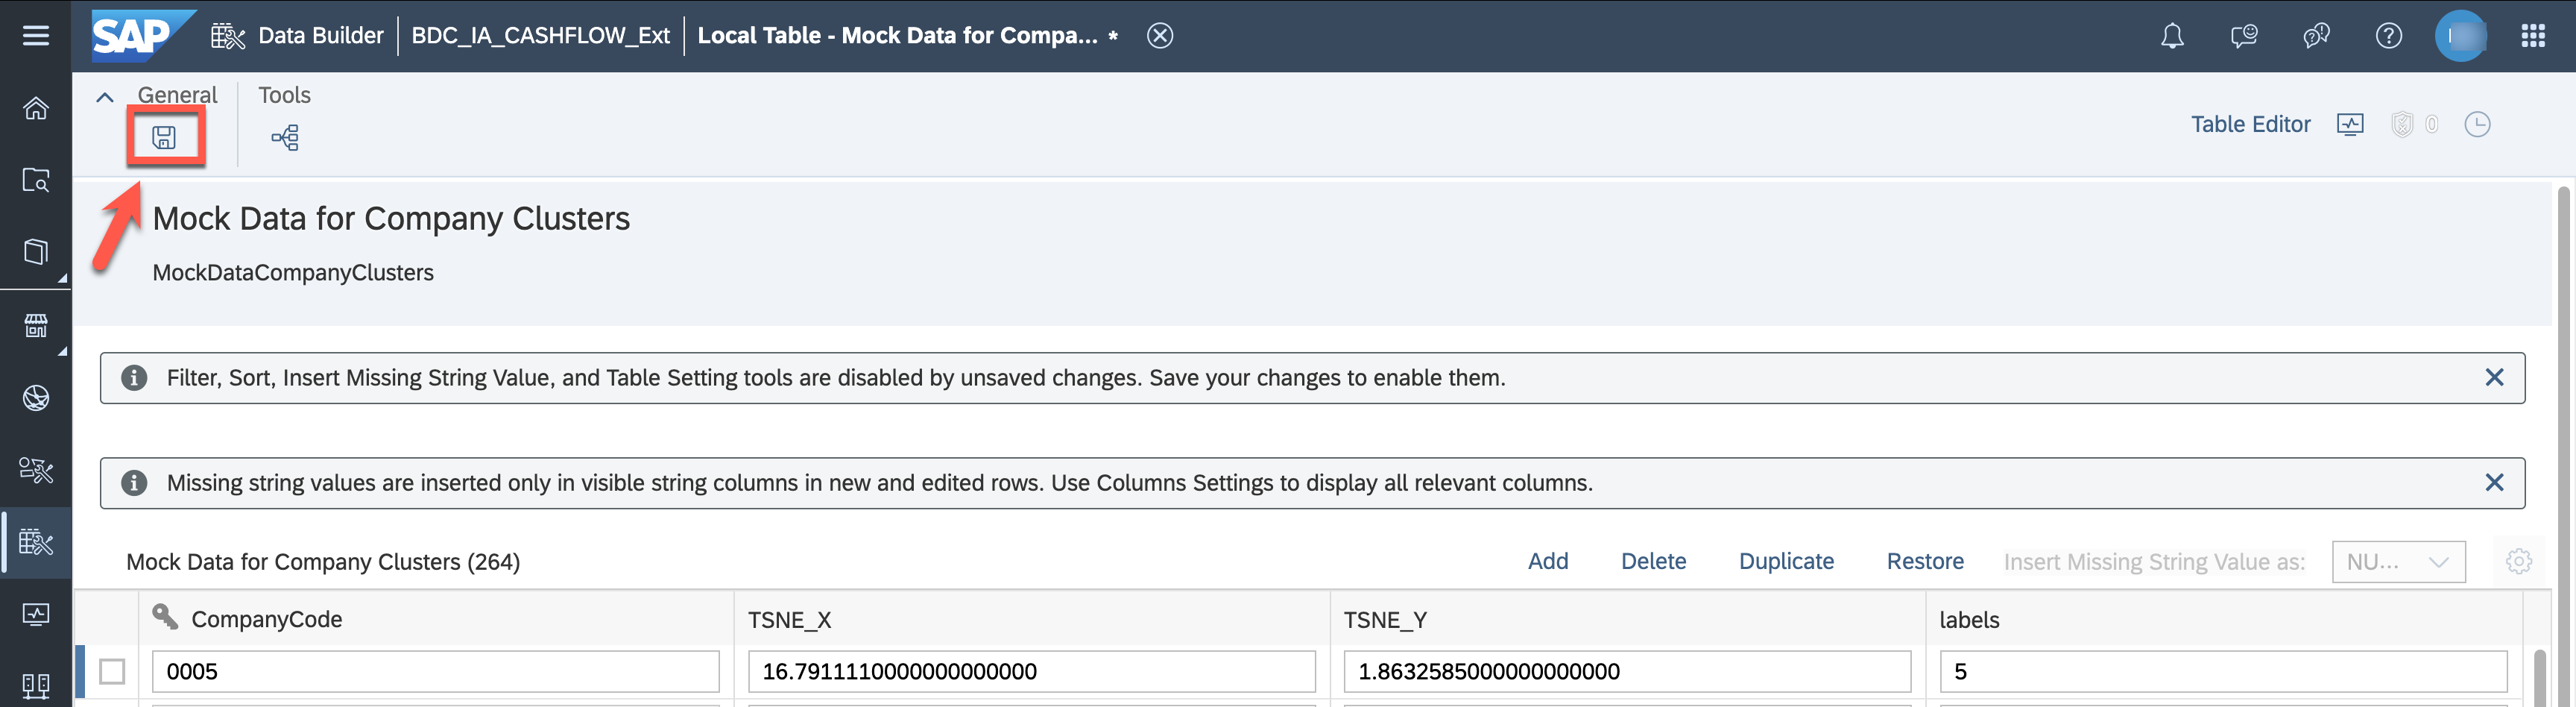 SAP Data Builder BDC_IA_CASHFLOW_Ext Local Table - Mock Data for Compa... *
General Tools
Table Editor 0
Mock Data for Company Clusters
MockDataCompanyClusters
Filter, Sort, Insert Missing String Value, and Table Setting tools are disabled by unsaved changes. Save your changes to enable them.
Missing string values are inserted only in visible string columns in new and edited rows. Use Columns Settings to display all relevant columns.
Mock Data for Company Clusters (264) Add Delete Duplicate Restore Insert Missing String Value as: NU...
CompanyCode TSNE_X TSNE_Y labels
0005 16.7911110000000000000 1.8632585000000000000 5